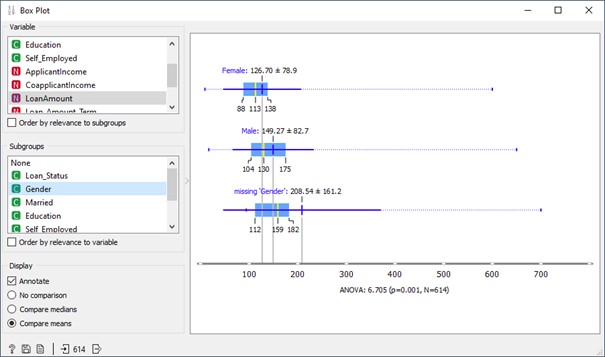 Box Plot
Variable
C Education
C Self_Employed
N ApplicantIncome
N CoapplicantIncome
N LoanAmount
N Loan_Amount_Term
Order by relevance to subgroups
Subgroups
None
C Loan_Status
C Gender
C Married
C Education
C Self_Employed
Order by relevance to variable
Display
Annotate
No comparison
Compare medians
Compare means
? 614
Female: 126.70 ± 78.9
88 113 138
Male: 149.27 ± 82.7
104 130 175
missing 'Gender': 208.54 ± 161.2
112 159 182
100 200 300 400 500 600 700
ANOVA: 6.705 (p=0.001, N=614)